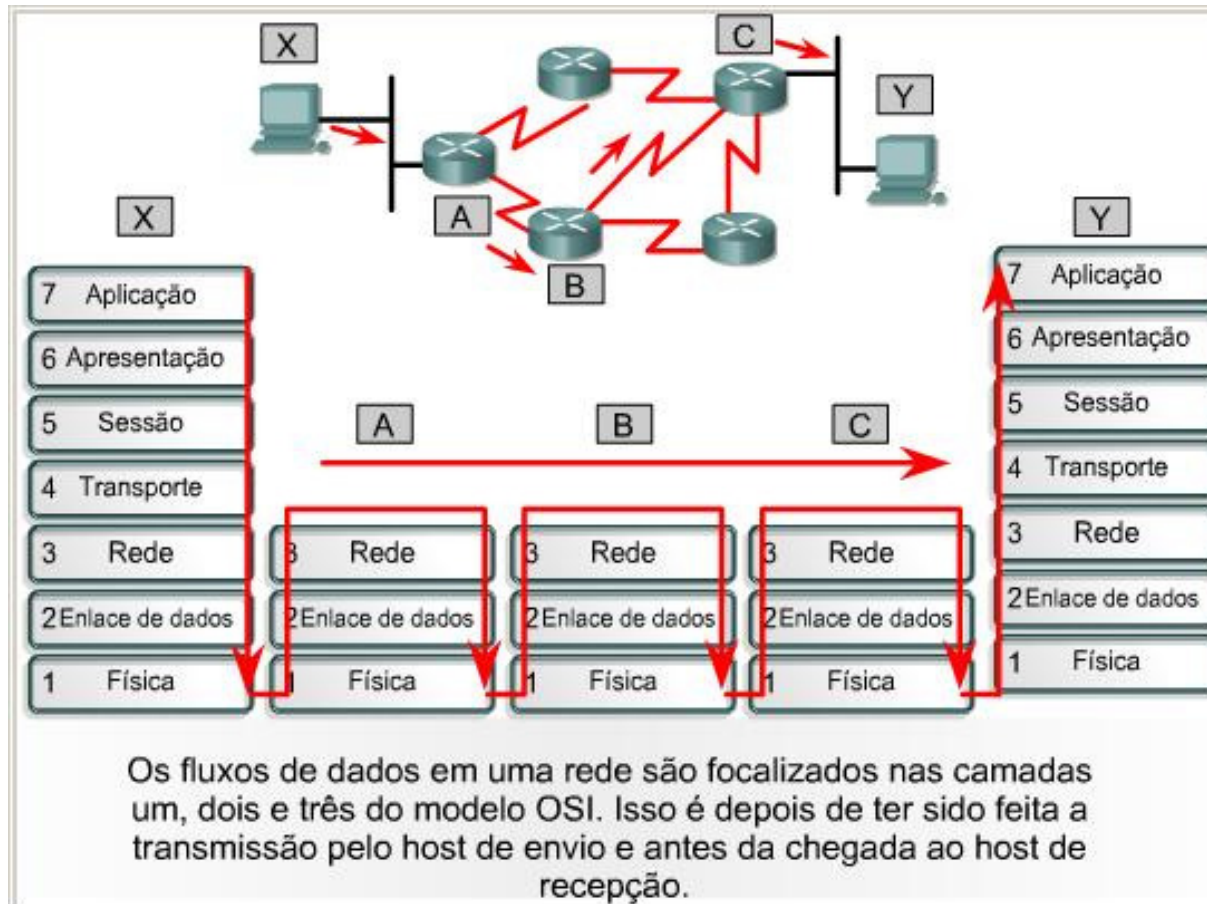 X
C
Y
A
B
X
Y
7 Aplicação
6 Apresentação
5 Sessão
4 Transporte
3 Rede
2 Enlace de dados
1 Física
A
B
C
3 Rede
2 Enlace de dados
1 Física
3 Rede
2 Enlace de dados
1 Física
3 Rede
2 Enlace de dados
1 Física
7 Aplicação
6 Apresentação
5 Sessão
4 Transporte
3 Rede
2 Enlace de dados
1 Física
Os fluxos de dados em uma rede são focalizados nas camadas
um, dois e três do modelo OSI. Isso é depois de ter sido feita a
transmissão pelo host de envio e antes da chegada ao host de
recepção.